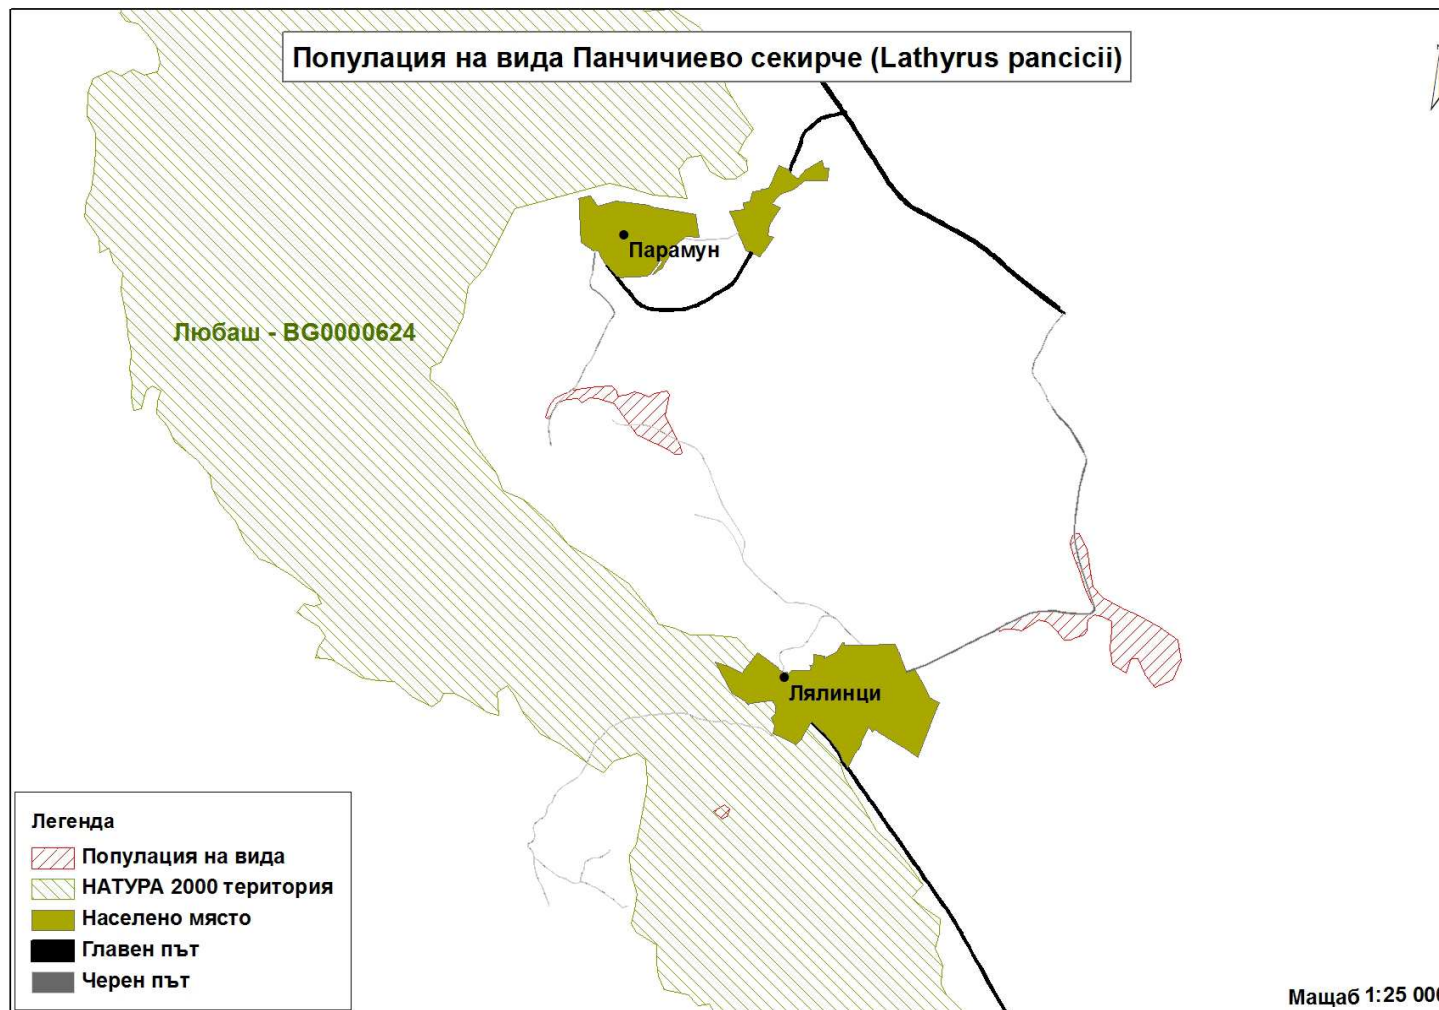 Популация на вида Панчичиево секирче (Lathyrus pancicii)
Парамун
Любаш - BG0000624
Лялинци
Легенда
Популация на вида
НАТУРА 2000 територия
Населено място
Главен път
Черен път
Мащаб 1:25 000